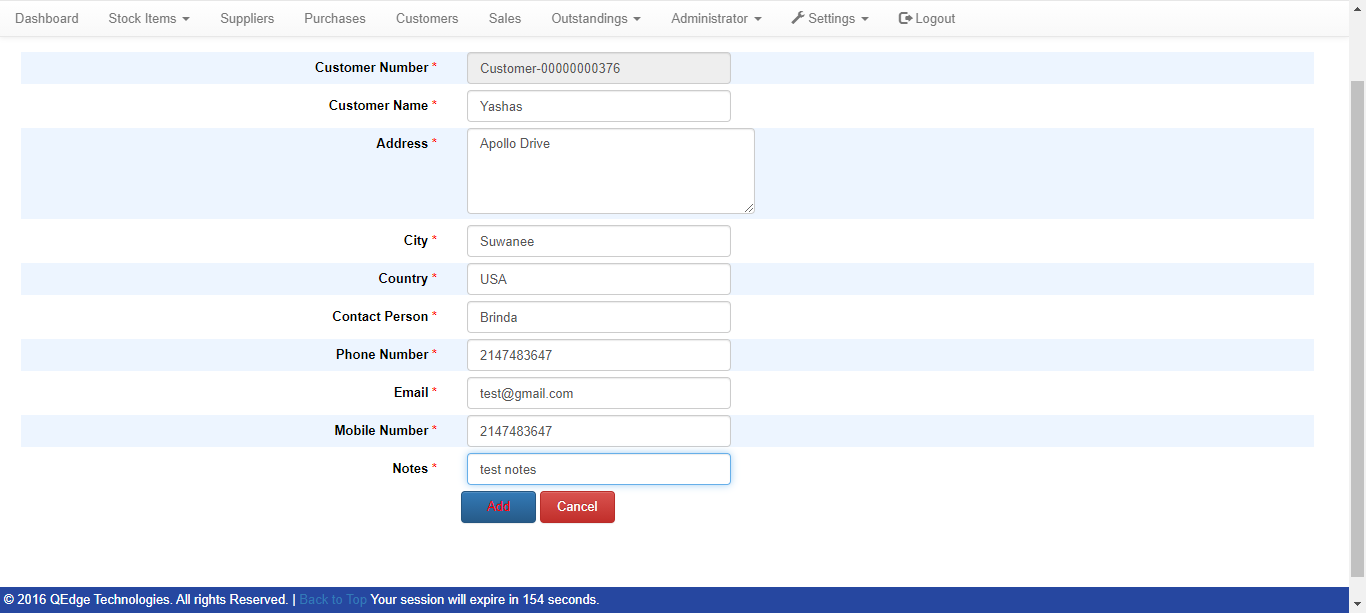 Dashboard Stock Items Suppliers Purchases Customers Sales Outstandings Administrator Settings Logout
Customer Number * Customer-00000000376
Customer Name * Yashas
Address * Apollo Drive
City * Suwanee
Country * USA
Contact Person * Brinda
Phone Number * 2147483647
Email * test@gmail.com
Mobile Number * 2147483647
Notes * test notes
Add Cancel
© 2016 QEdge Technologies. All rights Reserved. | Back to Top Your session will expire in 154 seconds.